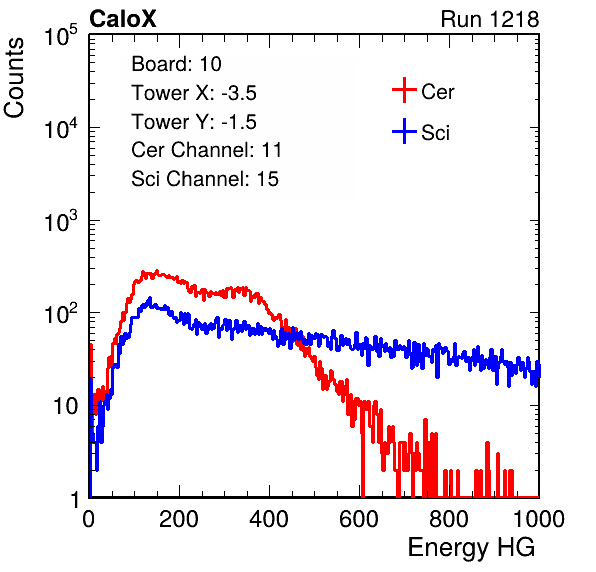 CaloX Run 1218
Counts
Board: 10
Tower X: -3.5
Tower Y: -1.5
Cer Channel: 11
Sci Channel: 15
Cer
Sci
10^5
10^4
10^3
10^2
10
1
0 200 400 600 800 1000
Energy HG